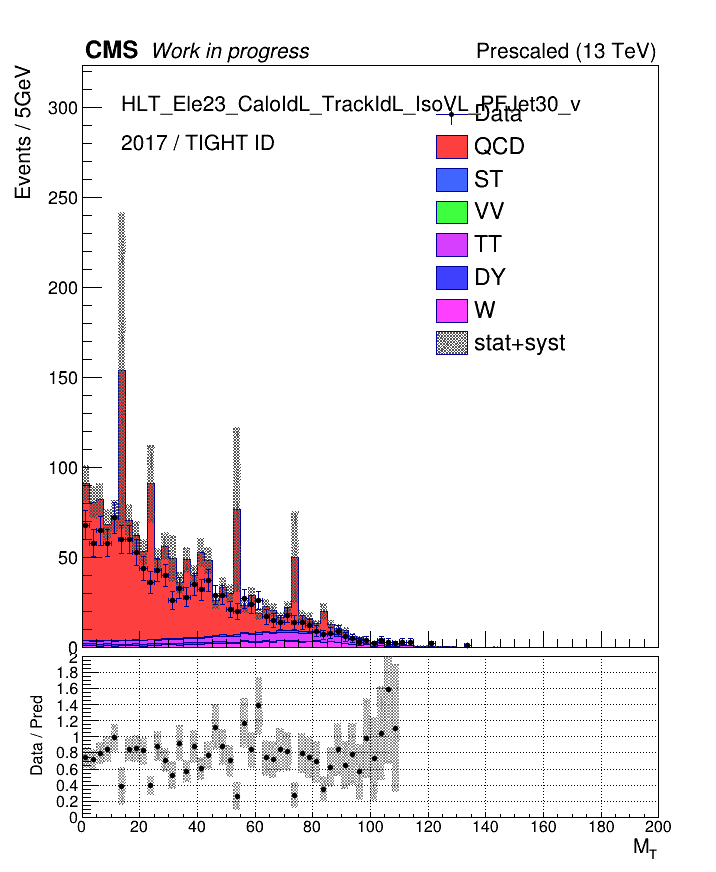 CMS Work in progress Prescaled (13 TeV)
Events / 5GeV
HLT_Ele23_CaloIdL_TrackIdL_IsoVL_PFJet30_v
2017 / TIGHT ID
Data
QCD
ST
VV
TT
DY
W
stat+syst
300
250
200
150
100
50
0
Data / Pred
2
1.8
1.6
1.4
1.2
1
0.8
0.6
0.4
0.2
0
0 20 40 60 80 100 120 140 160 180 200
M_T